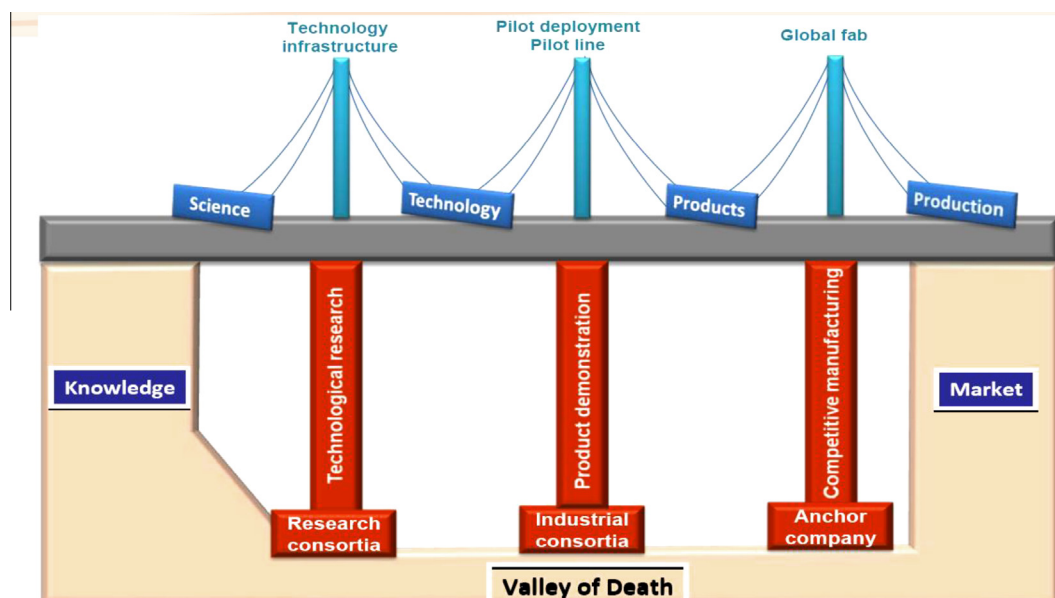 Technology
infrastructure
Pilot deployment
Pilot line
Global fab
Science
Technology
Products
Production
Technological research
Product demonstration
Competitive manufacturing
Knowledge
Market
Research
consortia
Industrial
consortia
Anchor
company
Valley of Death